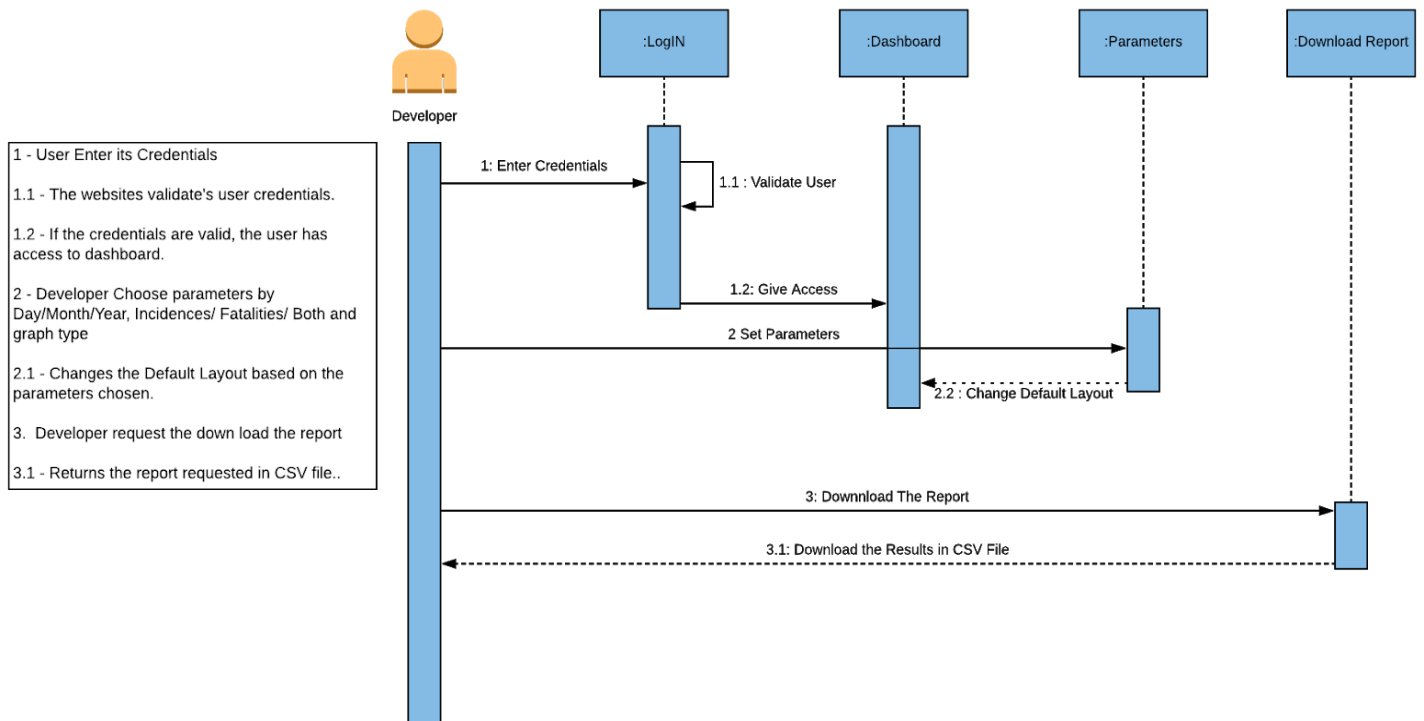 :LogIN
:Dashboard
:Parameters
:Download Report
Developer
1 - User Enter its Credentials
1.1 - The websites validate's user credentials.
1.2 - If the credentials are valid, the user has
access to dashboard.
2 - Developer Choose parameters by
Day/Month/Year, Incidences/ Fatalities/ Both and
graph type
2.1 - Changes the Default Layout based on the
parameters chosen.
3.  Developer request the down load the report
3.1 - Returns the report requested in CSV file..
1: Enter Credentials
1.1 : Validate User
1.2: Give Access
2 Set Parameters
2.2 : Change Default Layout
3: Downnload The Report
3.1: Download the Results in CSV File